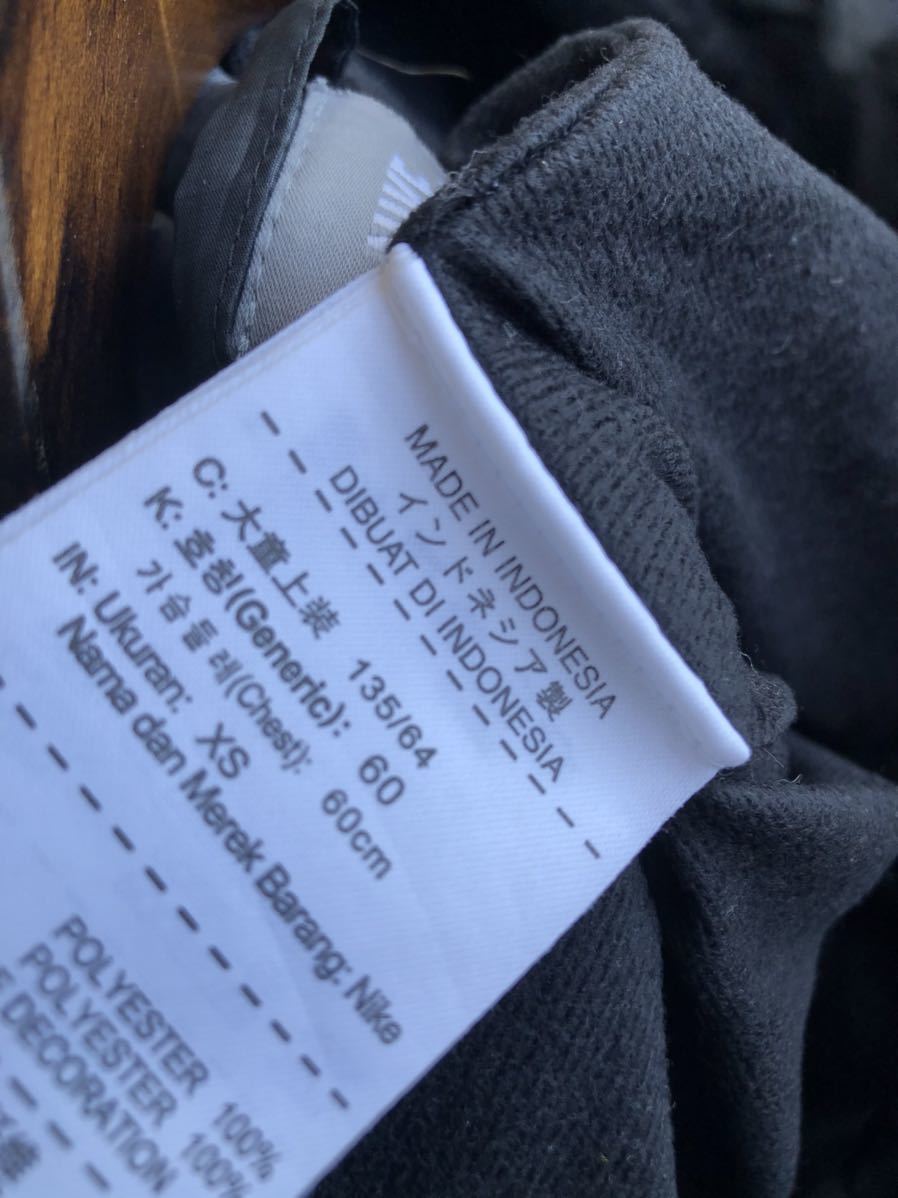 NIKE
MADE IN INDONESIA
インドネシア製
DIBUAT DI INDONESIA
C: 大童上装 135/64
K: 호칭(Generic): 60
가슴둘레(Chest): 60cm
IN: Ukuran: XS
Nama dan Merek Barang: Nike
POLYESTER 100%
POLYESTER 100%
DECORATION